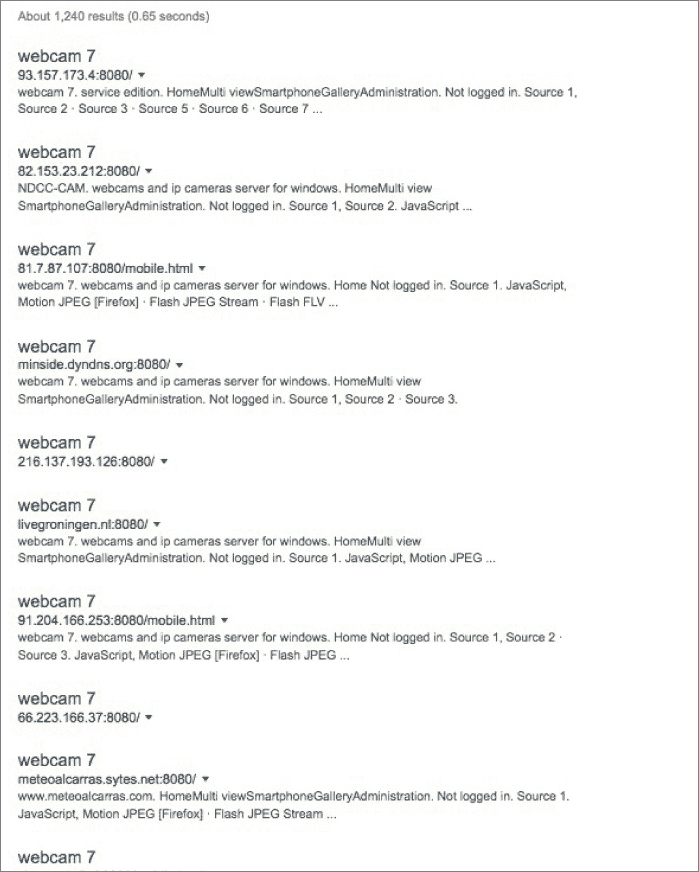 About 1,240 results (0.65 seconds)
webcam 7
93.157.173.4:8080/
webcam 7. service edition. HomeMulti viewSmartphoneGalleryAdministration. Not logged in. Source 1,
Source 2 · Source 3 · Source 5 · Source 6 · Source 7 ...
webcam 7
82.153.23.212:8080/
NDCC-CAM. webcams and ip cameras server for windows. HomeMulti view
SmartphoneGalleryAdministration. Not logged in. Source 1, Source 2. JavaScript ...
webcam 7
81.7.87.107:8080/mobile.html
webcam 7. webcams and ip cameras server for windows. Home Not logged in. Source 1. JavaScript,
Motion JPEG [Firefox] · Flash JPEG Stream · Flash FLV ...
webcam 7
minside.dyndns.org:8080/
webcam 7. webcams and ip cameras server for windows. HomeMulti view
SmartphoneGalleryAdministration. Not logged in. Source 1, Source 2 · Source 3.
webcam 7
216.137.193.126:8080/
webcam 7
livegroningen.nl:8080/
webcam 7. webcams and ip cameras server for windows. HomeMulti view
SmartphoneGalleryAdministration. Not logged in. Source 1. JavaScript, Motion JPEG ...
webcam 7
91.204.166.253:8080/mobile.html
webcam 7. webcams and ip cameras server for windows. Home Not logged in. Source 1, Source 2 ·
Source 3. JavaScript, Motion JPEG [Firefox] · Flash JPEG ...
webcam 7
66.223.166.37:8080/
webcam 7
meteoalcarras.sytes.net:8080/
www.meteoalcarras.com. HomeMulti viewSmartphoneGalleryAdministration. Not logged in. Source 1.
JavaScript, Motion JPEG [Firefox] · Flash JPEG Stream ...
webcam 7